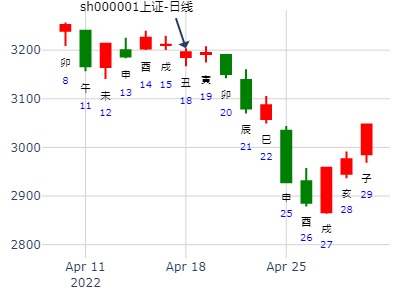 sh000001上证-日线
3200
3100
3000
2900
2800
卯
8
午
11
未
12
申
13
酉
14
戌
15
丑
18
寅
19
卯
20
辰
21
巳
22
申
25
酉
26
戌
27
亥
28
子
29
Apr 11
2022
Apr 18
Apr 25